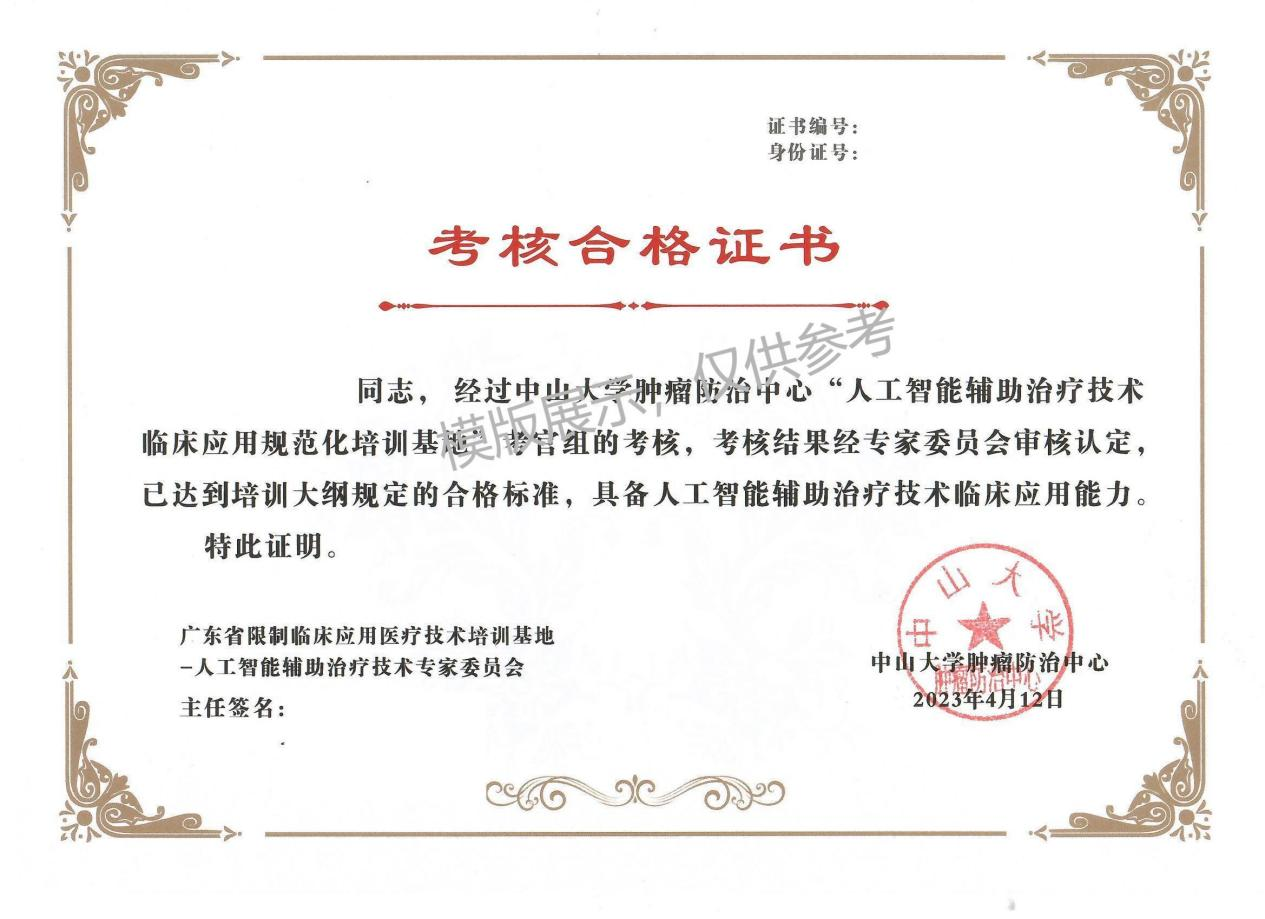 证书编号：
身份证号：
考核合格证书
同志，经过中山大学肿瘤防治中心“人工智能辅助治疗技术
临床应用规范化培训基地”考官组的考核，考核结果经专家委员会审核认定，
已达到培训大纲规定的合格标准，具备人工智能辅助治疗技术临床应用能力。
特此证明。
模版展示，仅供参考
广东省限制临床应用医疗技术培训基地
-人工智能辅助治疗技术专家委员会
主任签名：
中山大学
肿瘤防治中心
中山大学肿瘤防治中心
2023年4月12日